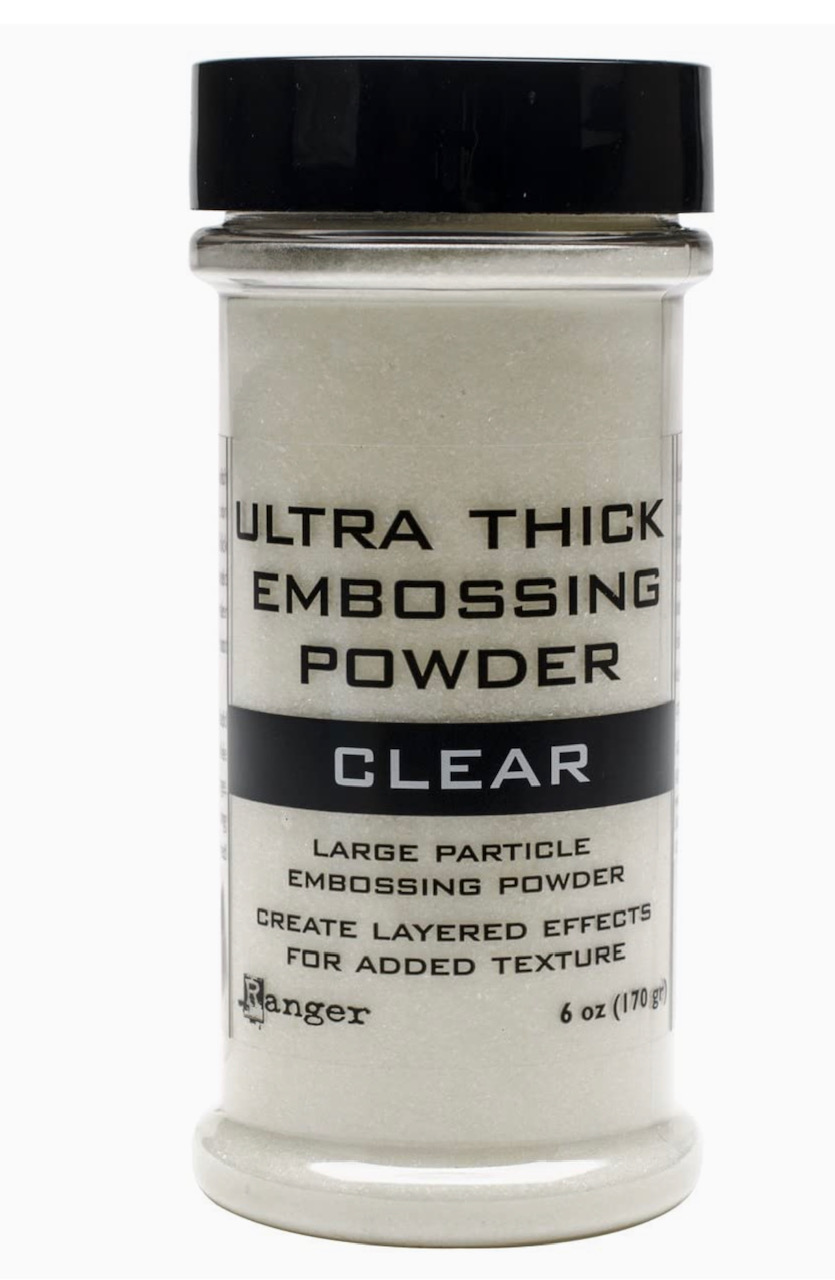 ULTRA THICK
EMBOSSING
POWDER
CLEAR
LARGE PARTICLE
EMBOSSING POWDER
CREATE LAYERED EFFECTS
FOR ADDED TEXTURE
Ranger
6 oz (170 gr)